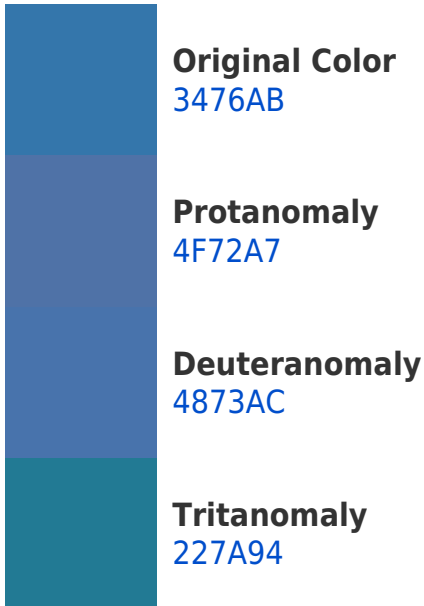 Original Color
3476AB
Protanomaly
4F72A7
Deuteranomaly
4873AC
Tritanomaly
227A94